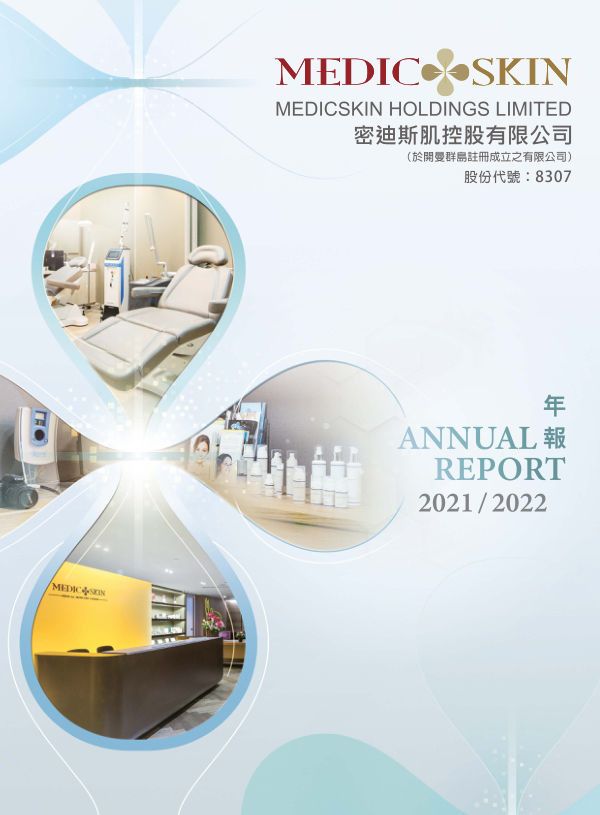 MEDIC SKIN
MEDICSKIN HOLDINGS LIMITED
密迪斯肌控股有限公司
(於開曼群島註冊成立之有限公司)
股份代號：8307
年報
ANNUAL
REPORT
2021 / 2022
MEDIC SKIN